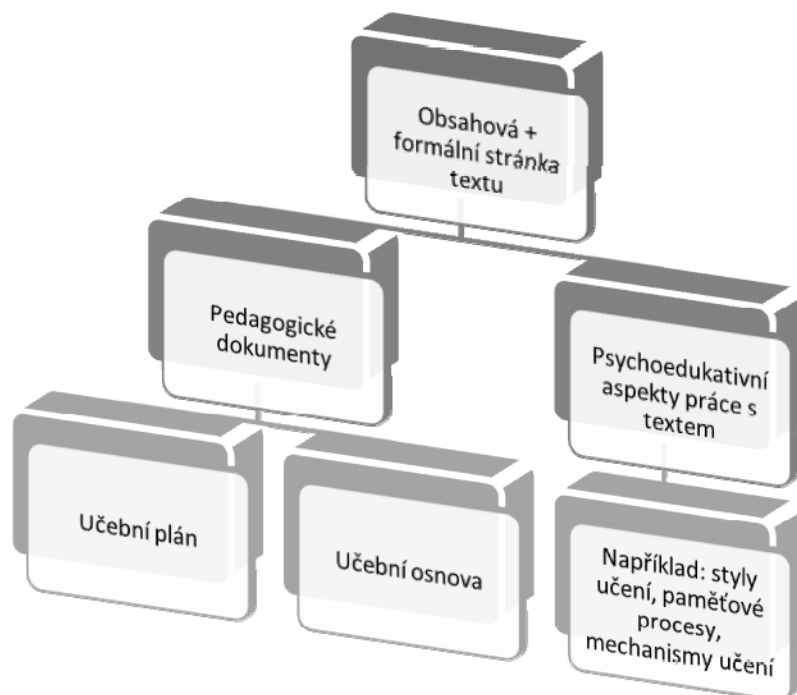 Obsahová +
formální stránka
textu
Pedagogické
dokumenty
Psychoedukativní
aspekty práce s
textem
Učební plán
Učební osnova
Například: styly
učení, paměťové
procesy,
mechanismy učení